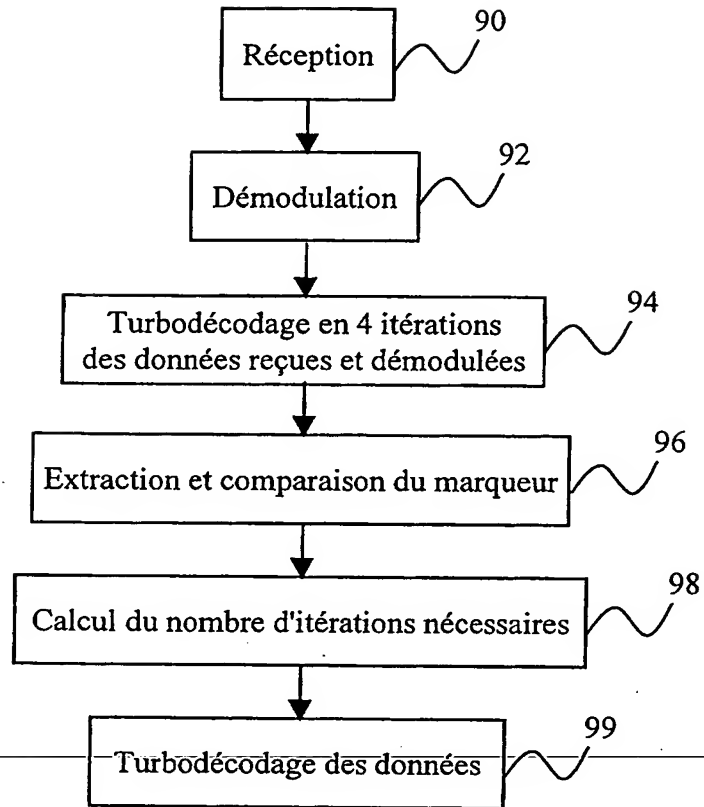 90
Réception
92
Démodulation
94
Turbodécodage en 4 itérations
des données reçues et démodulées
96
Extraction et comparaison du marqueur
98
Calcul du nombre d'itérations nécessaires
99
Turbodécodage des données